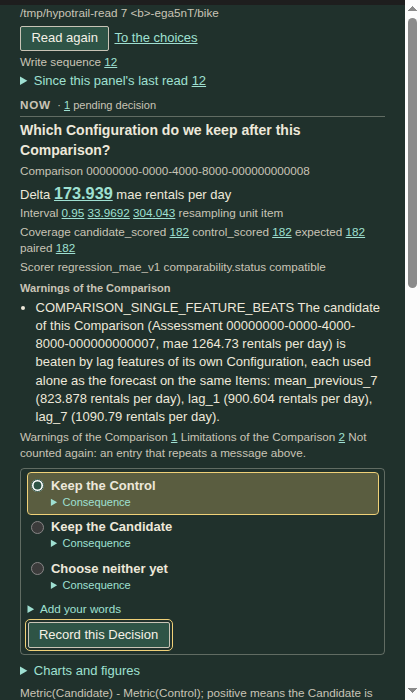 /tmp/hypotrail-read 7 <b>-ega5nT/bike
Read again To the choices
Write sequence 12
Since this panel's last read 12
NOW · 1 pending decision
Which Configuration do we keep after this
Comparison?
Comparison 00000000-0000-4000-8000-000000000008
Delta 173.939 mae rentals per day
Interval 0.95 33.9692 304.043 resampling unit item
Coverage candidate_scored 182 control_scored 182 expected 182
paired 182
Scorer regression_mae_v1 comparability.status compatible
Warnings of the Comparison
• COMPARISON_SINGLE_FEATURE_BEATS The candidate
of this Comparison (Assessment 00000000-0000-4000-
8000-000000000007, mae 1264.73 rentals per day) is
beaten by lag features of its own Configuration, each used
alone as the forecast on the same Items: mean_previous_7
(823.878 rentals per day), lag_1 (900.604 rentals per day),
lag_7 (1090.79 rentals per day).
Warnings of the Comparison 1 Limitations of the Comparison 2 Not
counted again: an entry that repeats a message above.
Keep the Control
Consequence
Keep the Candidate
Consequence
Choose neither yet
Consequence
Add your words
Record this Decision
Charts and figures
Metric(Candidate) - Metric(Control); positive means the Candidate is